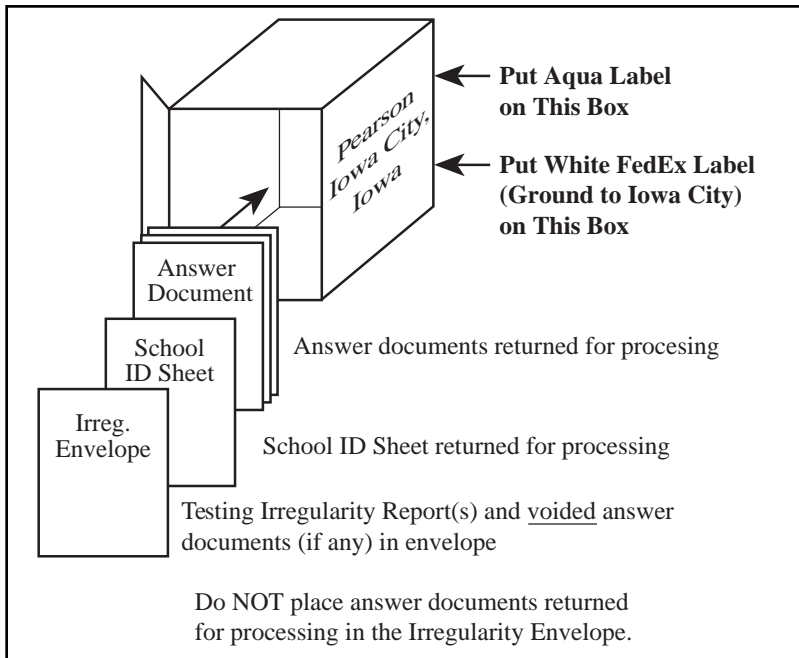 Put Aqua Label
on This Box
Pearson
Iowa City,
Iowa
Put White FedEx Label
(Ground to Iowa City)
on This Box
Answer
Document
Answer documents returned for procesing
School
ID Sheet
School ID Sheet returned for processing
Irreg.
Envelope
Testing Irregularity Report(s) and voided answer
documents (if any) in envelope
Do NOT place answer documents returned
for processing in the Irregularity Envelope.